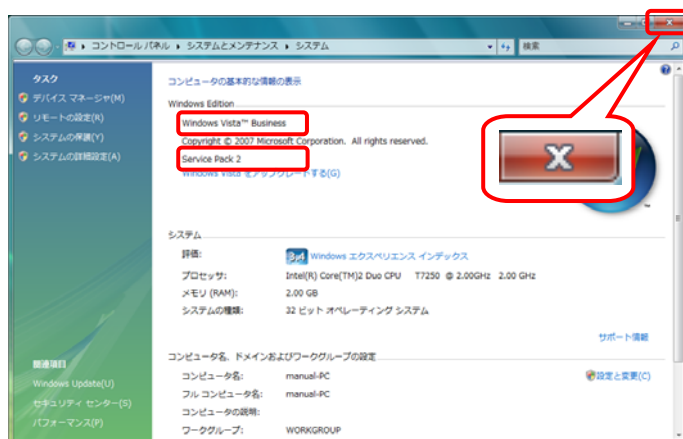 コントロール パネル ▸ システムとメンテナンス ▸ システム
検索
タスク
デバイス マネージャ(M)
リモートの設定(R)
システムの保護(Y)
システムの詳細設定(A)
コンピュータの基本的な情報の表示
Windows Edition
Windows Vista™ Business
Copyright © 2007 Microsoft Corporation. All rights reserved.
Service Pack 2
Windows Vista をアップグレードする(G)
システム
評価:
3.4 Windows エクスペリエンス インデックス
プロセッサ: Intel(R) Core(TM)2 Duo CPU T7250 @ 2.00GHz 2.00 GHz
メモリ (RAM): 2.00 GB
システムの種類: 32 ビット オペレーティング システム
サポート情報
コンピュータ名、ドメインおよびワークグループの設定
コンピュータ名: manual-PC
設定と変更(C)
フル コンピュータ名: manual-PC
コンピュータの説明:
ワークグループ: WORKGROUP
関連項目
Windows Update(U)
セキュリティ センター(S)
パフォーマンス(P)